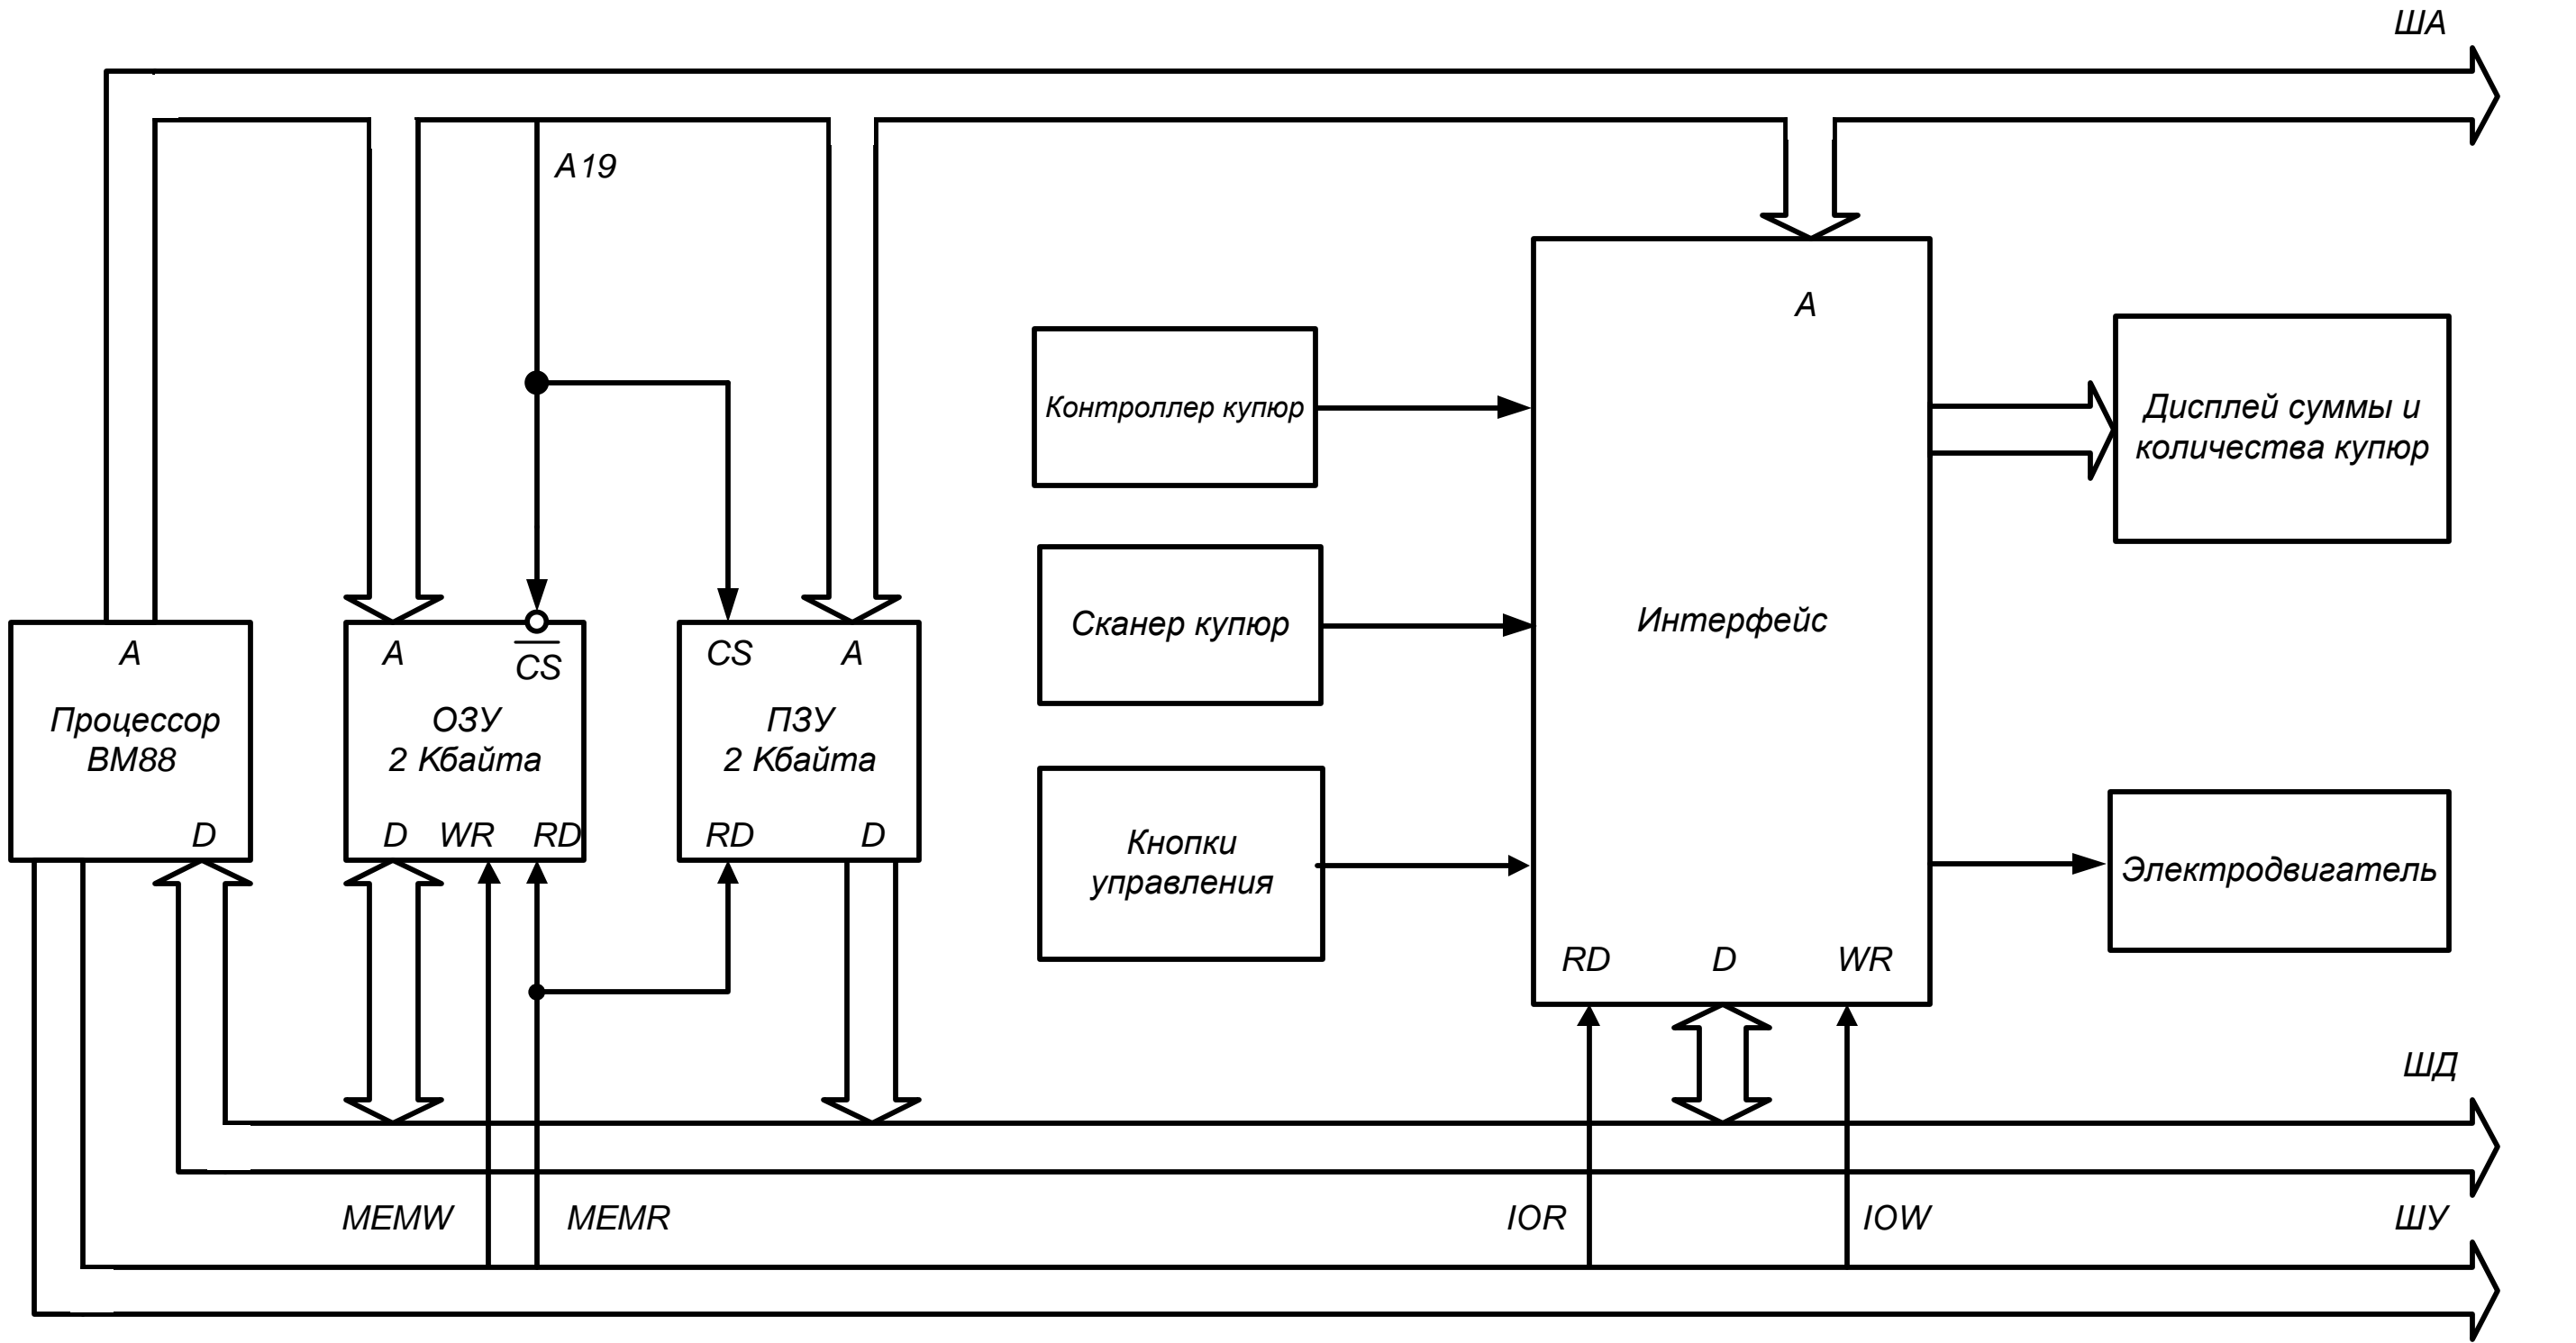 ША
А19
А
Контроллер купюр
Дисплей суммы и
количества купюр
Сканер купюр
Интерфейс
А
Процессор
ВМ88
D
А
CS
ОЗУ
2 Кбайта
D WR RD
CS А
ПЗУ
2 Кбайта
RD D
Кнопки
управления
Электродвигатель
RD D WR
ШД
MEMW
MEMR
IOR
IOW
ШУ